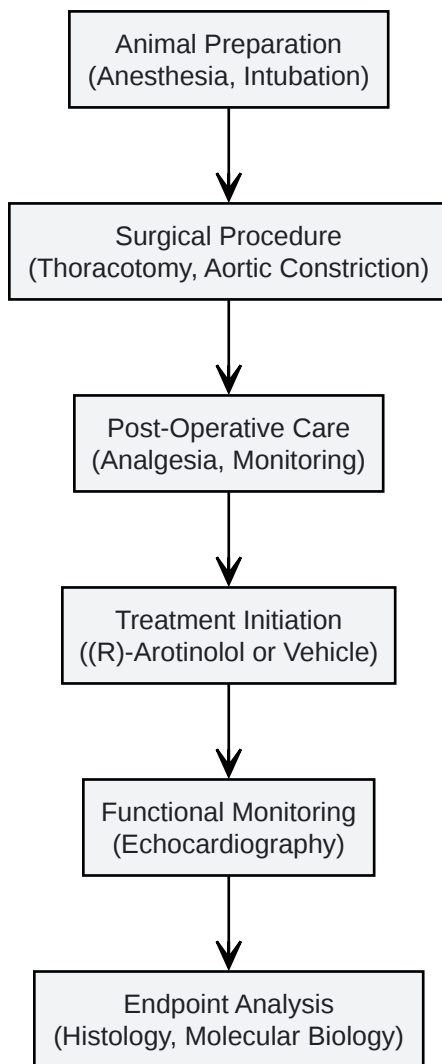 Animal Preparation
(Anesthesia, Intubation)
Surgical Procedure
(Thoracotomy, Aortic Constriction)
Post-Operative Care
(Analgesia, Monitoring)
Treatment Initiation
((R)-Arotinolol or Vehicle)
Functional Monitoring
(Echocardiography)
Endpoint Analysis
(Histology, Molecular Biology)